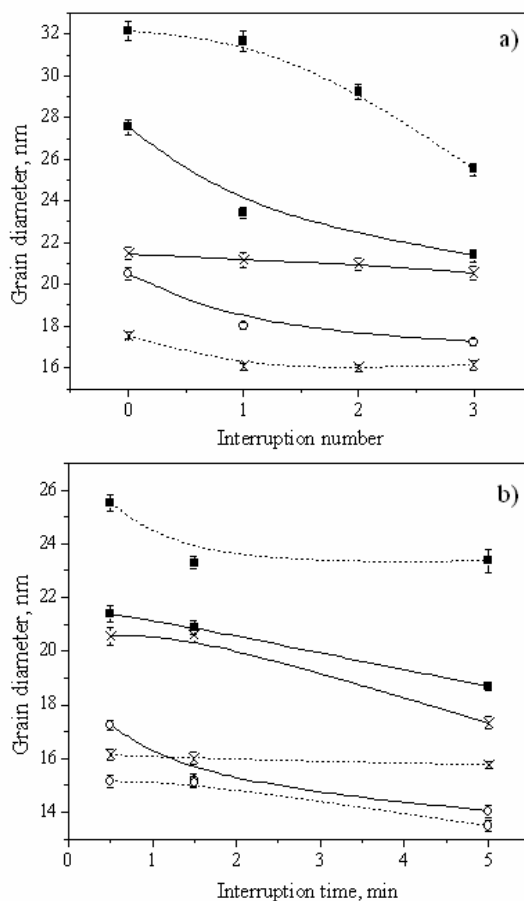 a)
Grain diameter, nm
32
30
28
26
24
22
20
18
16
0 1 2 3
Interruption number
b)
Grain diameter, nm
26
24
22
20
18
16
14
0 1 2 3 4 5
Interruption time, min